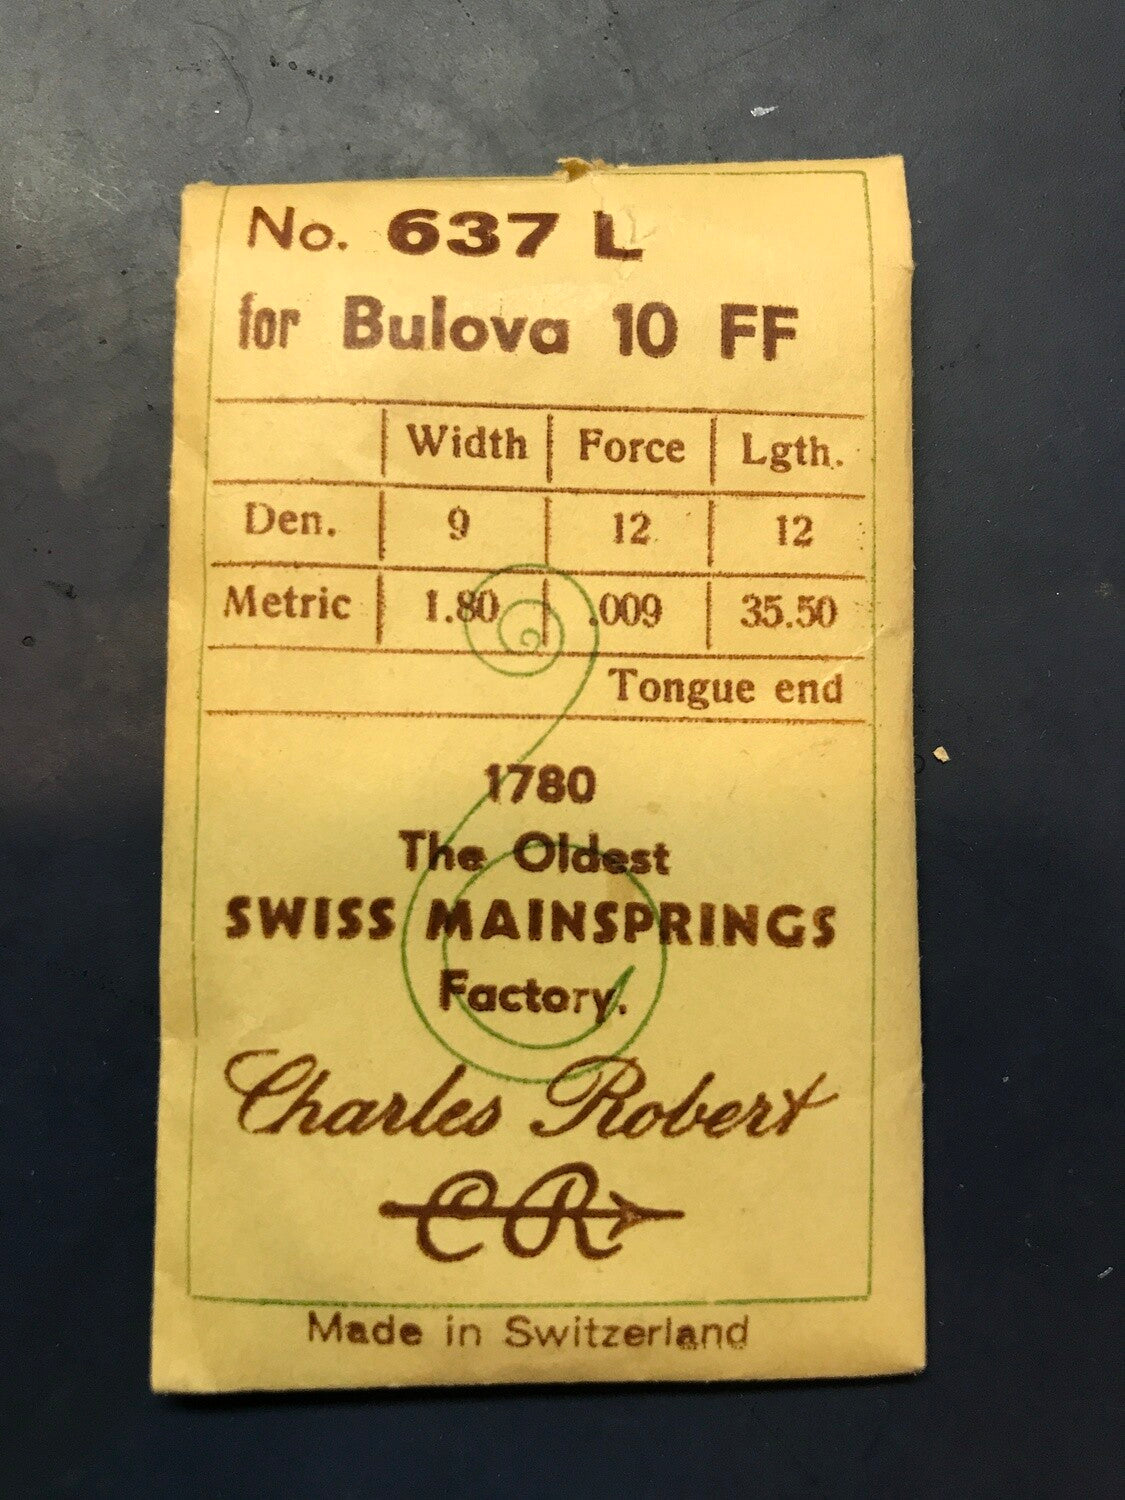 No. 637 L
for Bulova 10 FF
Width Force Lgth.
Den. 9 12 12
Metric 1.80 .009 35.50
Tongue end
1780
The Oldest
SWISS MAINSPRINGS
Factory.
Charles Robert
CR
Made in Switzerland